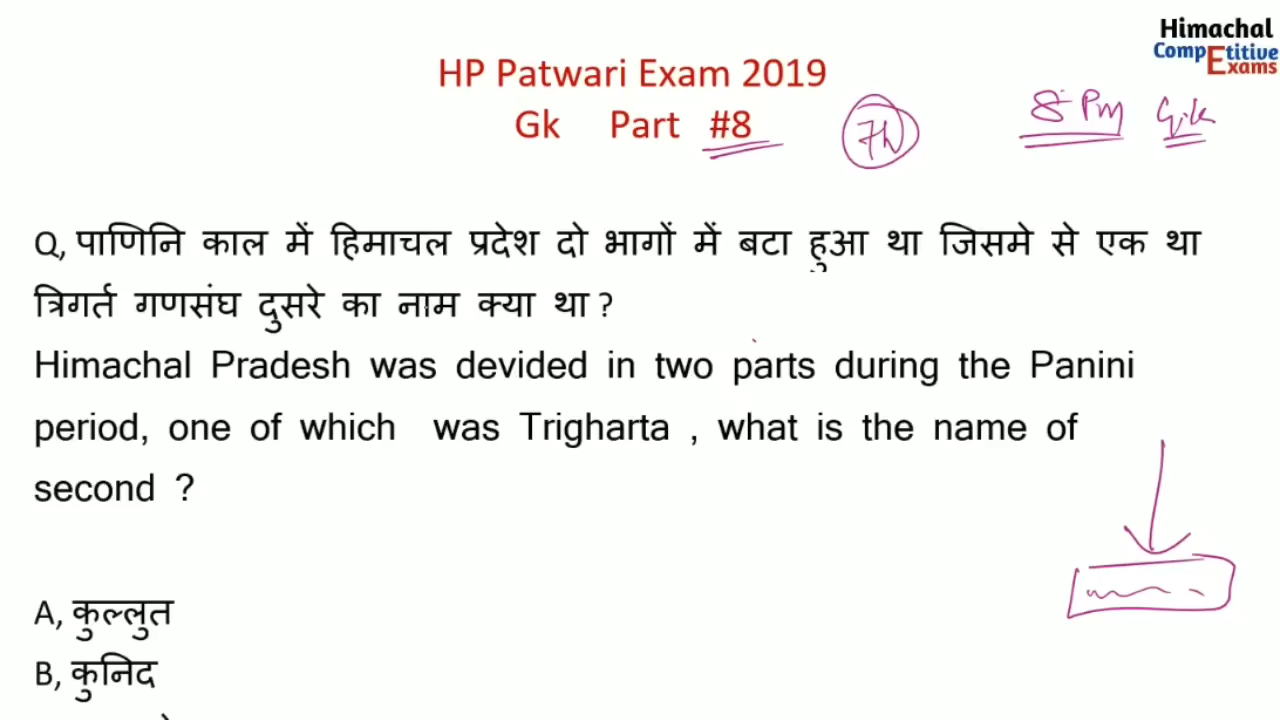 Himachal
CompEtitive
Exams
HP Patwari Exam 2019
Gk Part #8
8 Pm G.k
Q, पाणिनि काल में हिमाचल प्रदेश दो भागों में बटा हुआ था जिसमे से एक था
त्रिगर्त गणसंघ दुसरे का नाम क्या था ?
Himachal Pradesh was devided in two parts during the Panini
period, one of which was Trigharta , what is the name of
second ?
A, कुल्लुत
B, कुनिद